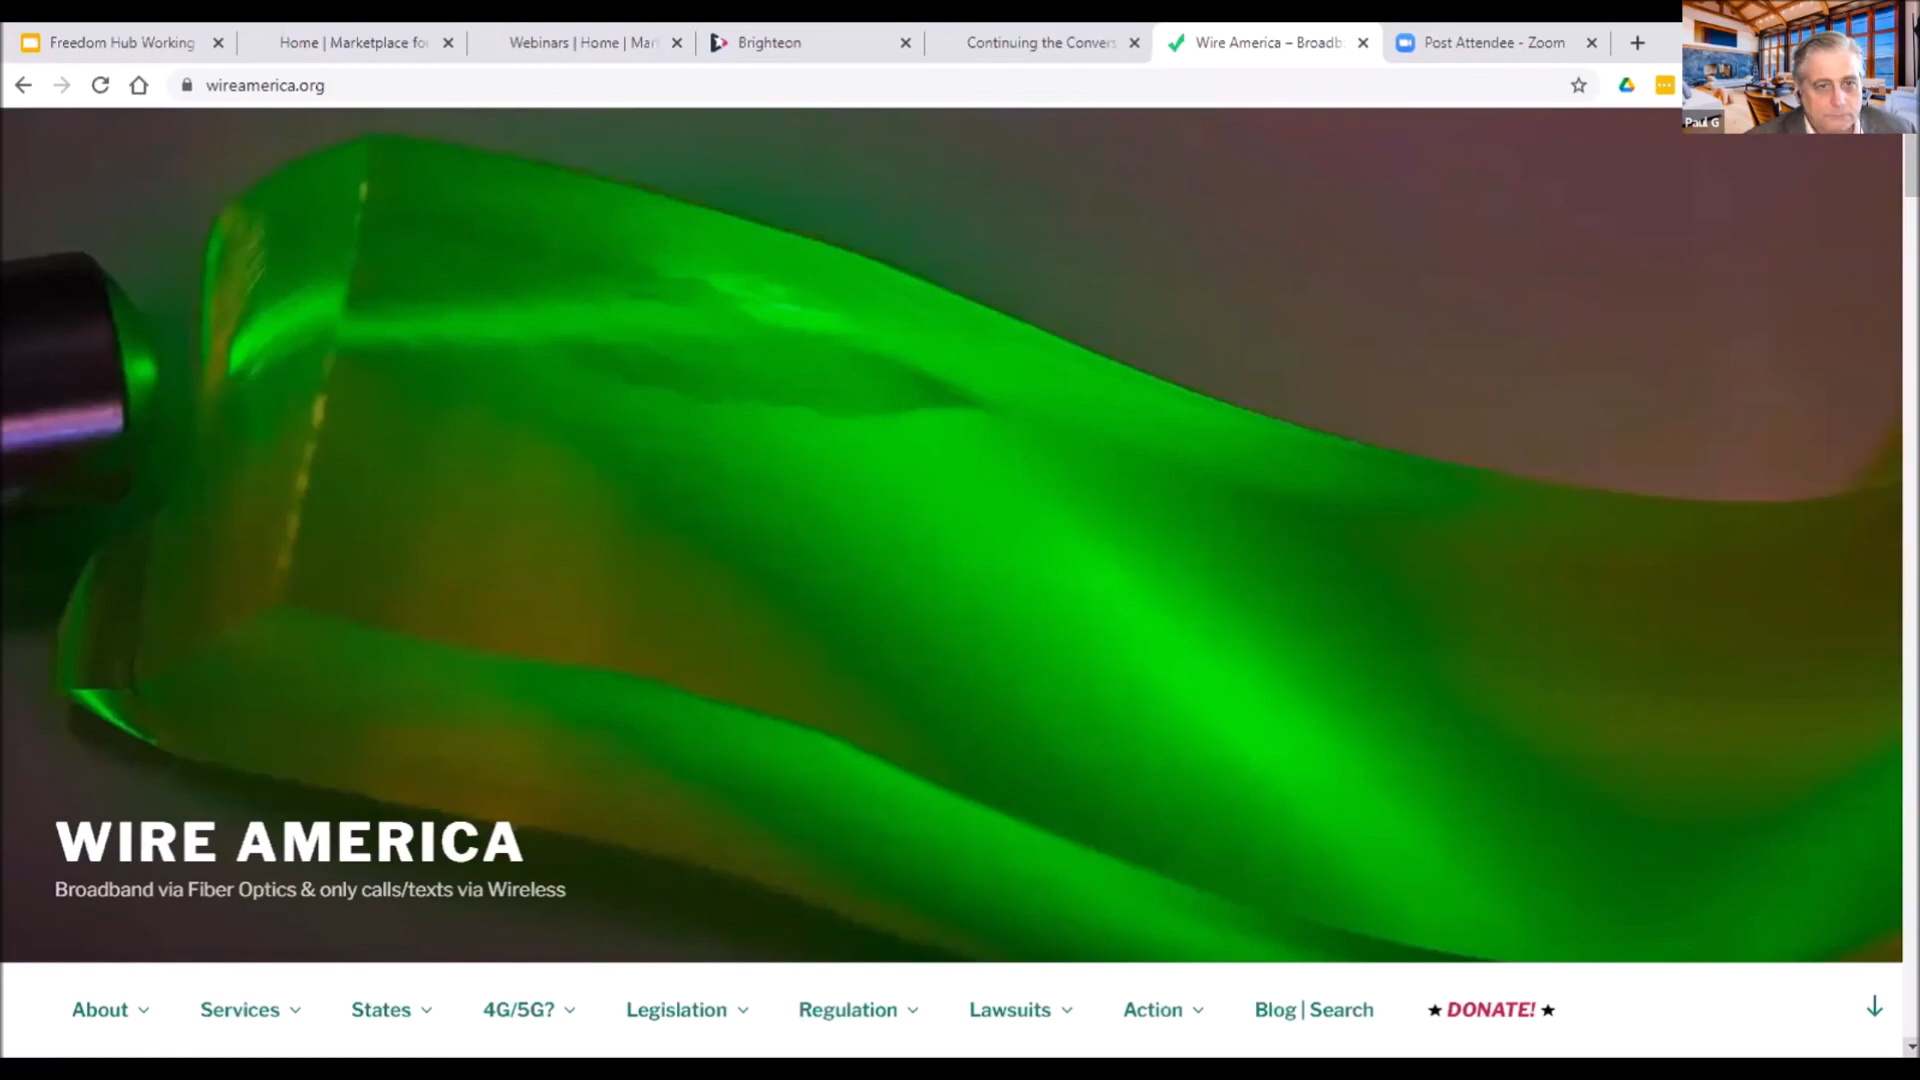 Freedom Hub Working
Home | Marketplace fo
Webinars | Home | Mar
Brighteon
Continuing the Convers
Wire America – Broadb
Post Attendee - Zoom
wireamerica.org
Paul G
WIRE AMERICA
Broadband via Fiber Optics & only calls/texts via Wireless
About
Services
States
4G/5G?
Legislation
Regulation
Lawsuits
Action
Blog | Search
★ DONATE! ★